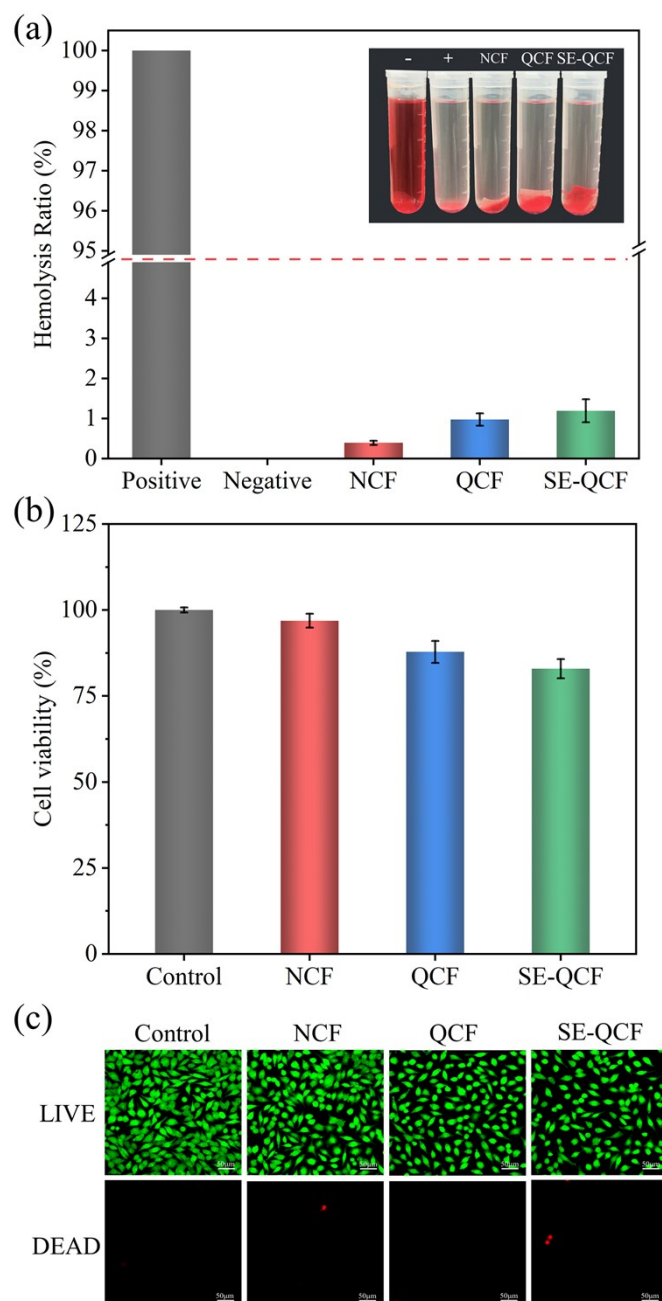 (a)
Hemolysis Ratio (%)
100
99
98
97
96
95
4
3
2
1
0
- + NCF QCF SE-QCF
Positive Negative NCF QCF SE-QCF
(b)
Cell viability (%)
125
100
75
50
25
0
Control NCF QCF SE-QCF
(c)
Control NCF QCF SE-QCF
LIVE
50μm 50μm 50μm 50μm
DEAD
50μm 50μm 50μm 50μm